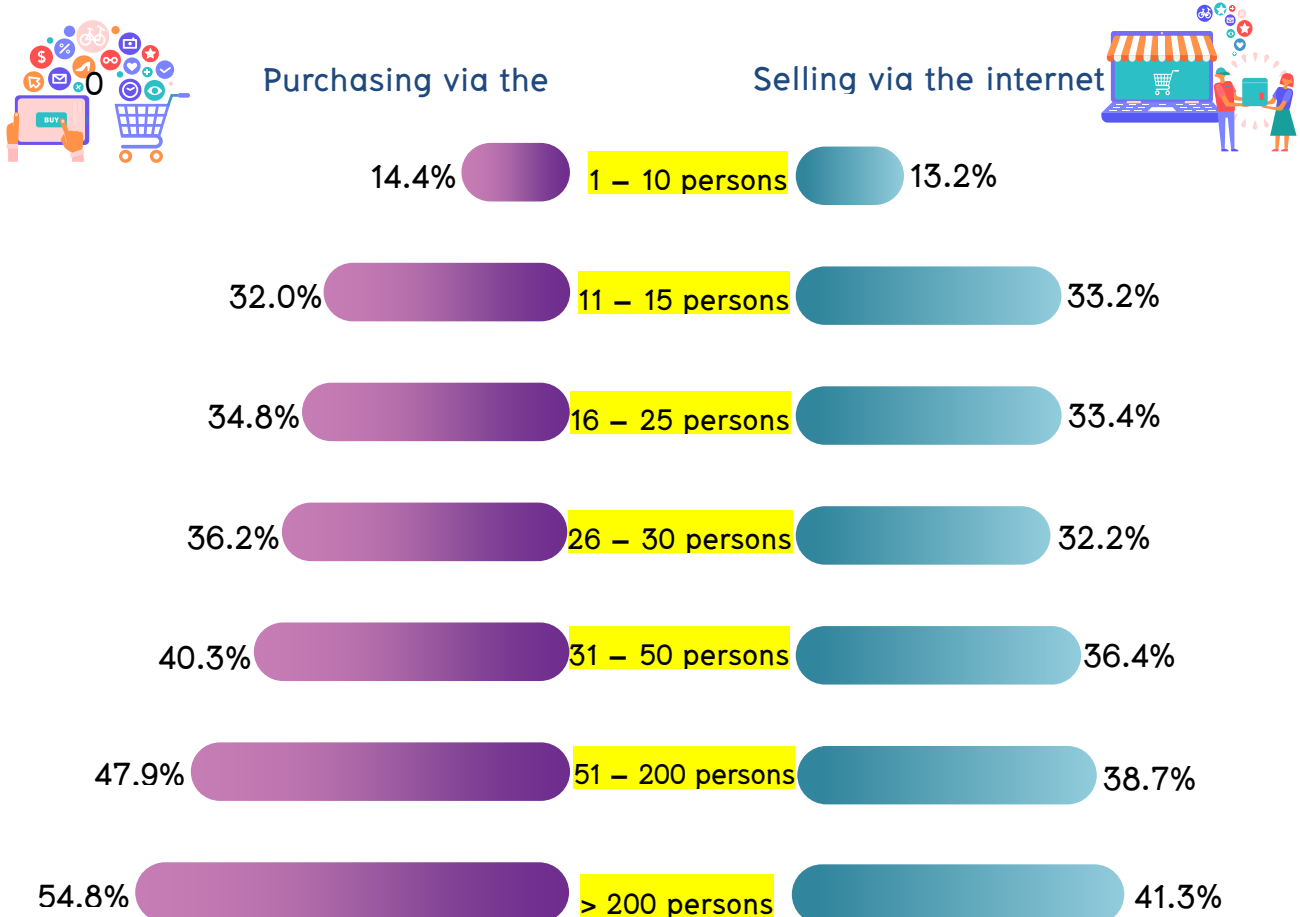 Purchasing via the
Selling via the internet
0
$
%
BUY
14.4% 1 – 10 persons 13.2%
32.0% 11 – 15 persons 33.2%
34.8% 16 – 25 persons 33.4%
36.2% 26 – 30 persons 32.2%
40.3% 31 – 50 persons 36.4%
47.9% 51 – 200 persons 38.7%
54.8% > 200 persons 41.3%